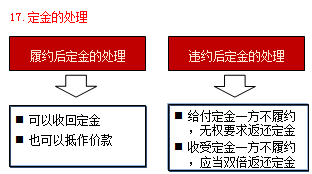 17. 定金的处理
履约后定金的处理
违约后定金的处理
■ 可以收回定金
■ 也可以抵作价款
■ 给付定金一方不履约
，无权要求返还定金
■ 收受定金一方不履约
，应当双倍返还定金